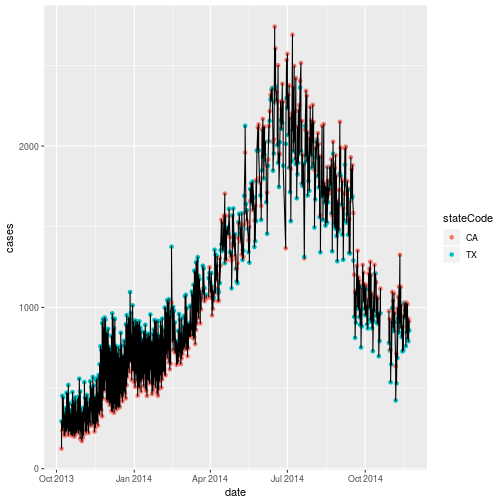 2000
1000
0
cases
Oct 2013
Jan 2014
Apr 2014
Jul 2014
Oct 2014
date
stateCode
CA
TX